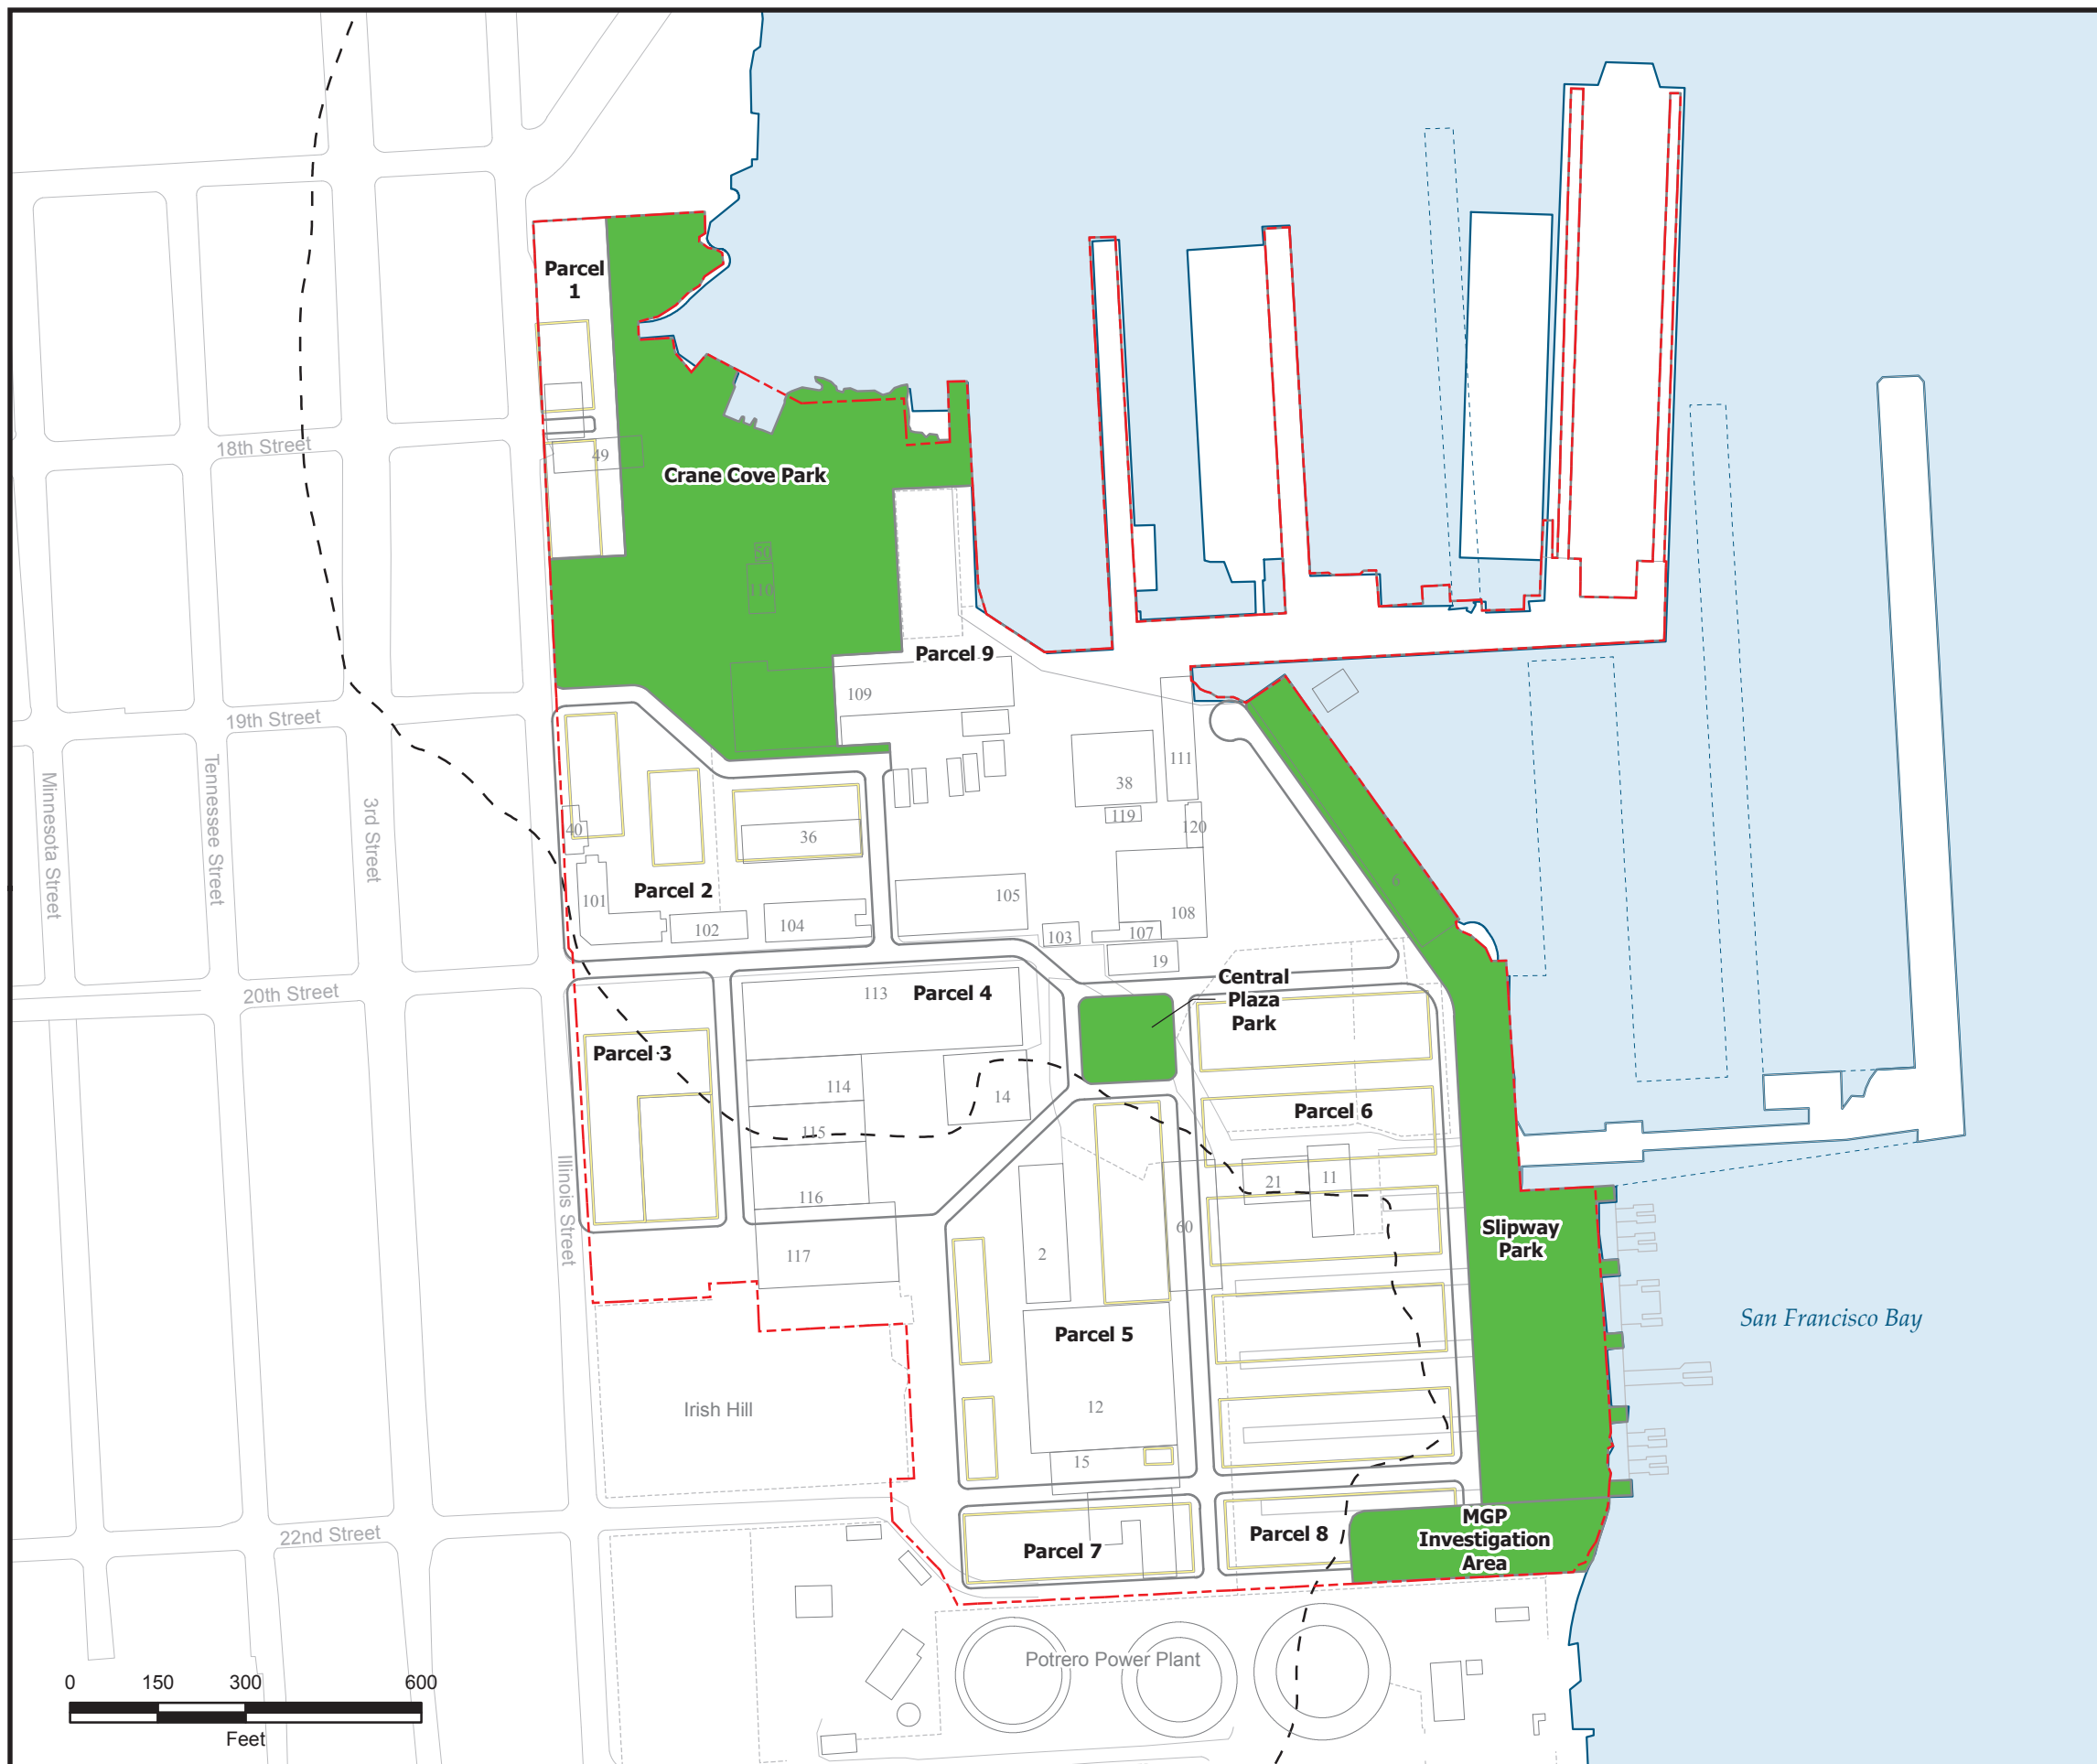 Parcel
1
18th Street
49
Crane Cove Park
50
110
Parcel 9
109
19th Street
Minnesota Street
Tennessee Street
3rd Street
38
111
119
120
40
36
6
Parcel 2
101
102
104
105
103
107
108
19
Central
Plaza
Park
20th Street
113
Parcel 4
Parcel 3
114
14
115
116
Parcel 6
21
11
Illinois Street
117
2
60
Slipway
Park
San Francisco Bay
Parcel 5
Irish Hill
12
15
22nd Street
Parcel 7
Parcel 8
MGP
Investigation
Area
Potrero Power Plant
0 150 300 600
Feet